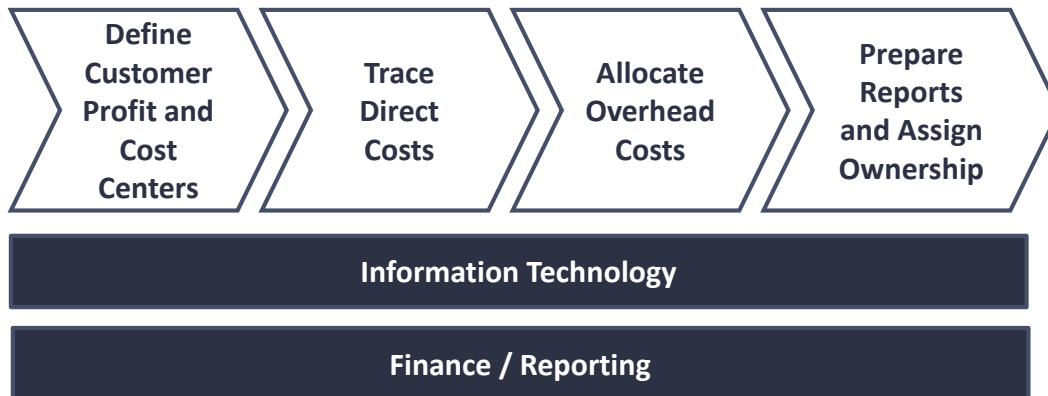 Define
Customer
Profit and
Cost
Centers
Trace
Direct
Costs
Allocate
Overhead
Costs
Prepare
Reports
and Assign
Ownership
Information Technology
Finance / Reporting